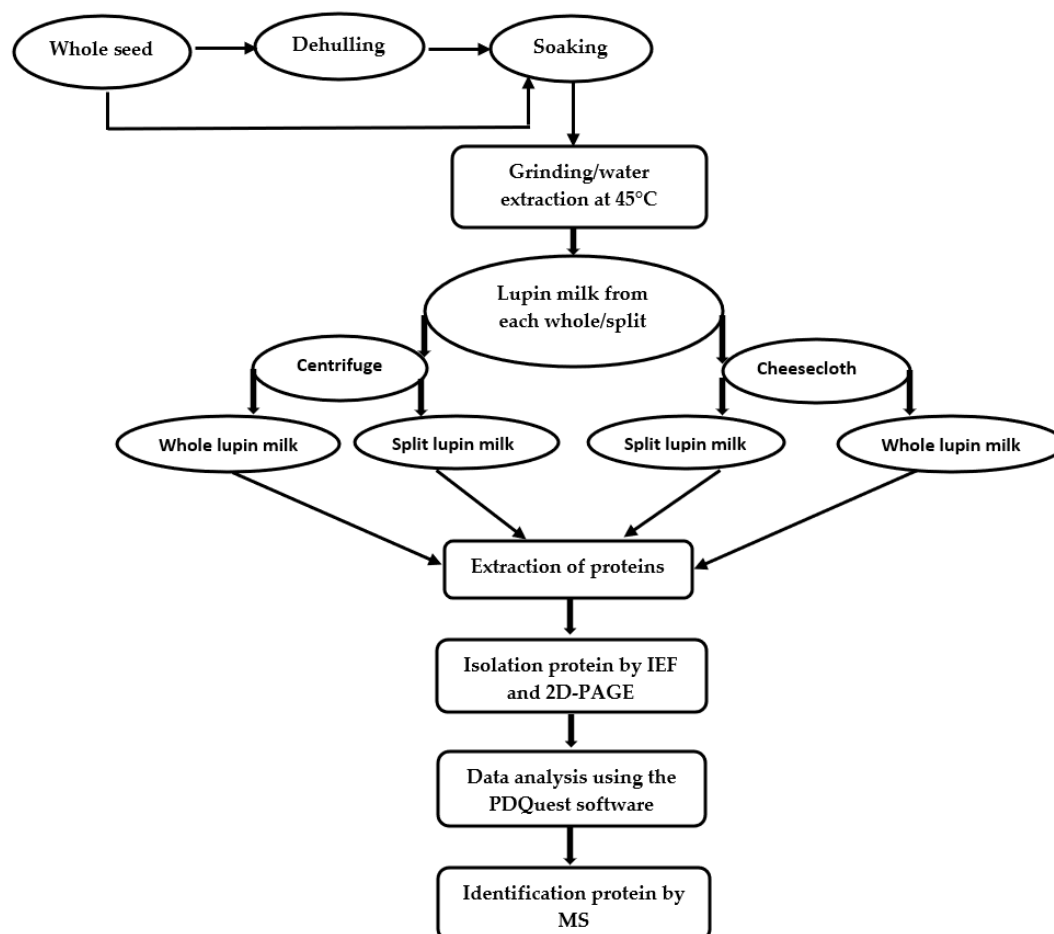 Whole seed
Dehulling
Soaking
Grinding/water
extraction at 45°C
Lupin milk from
each whole/split
Centrifuge
Cheesecloth
Whole lupin milk
Split lupin milk
Split lupin milk
Whole lupin milk
Extraction of proteins
Isolation protein by IEF
and 2D-PAGE
Data analysis using the
PDQuest software
Identification protein by
MS